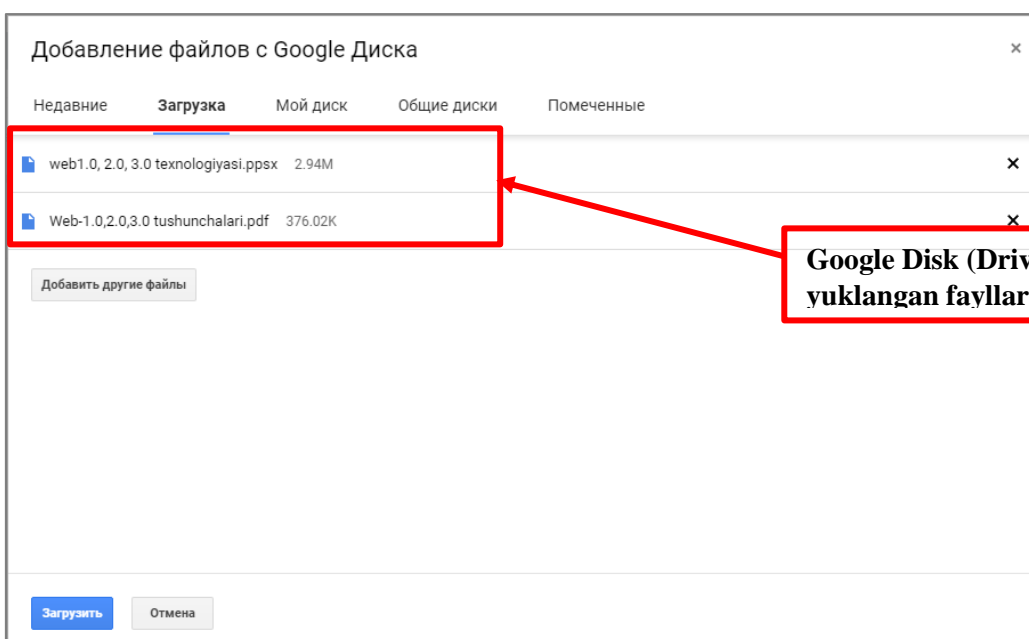 Добавление файлов с Google Диска
Недавние Загрузка Мой диск Общие диски Помеченные
web1.0, 2.0, 3.0 texnologiyasi.ppsx 2.94M
Web-1.0,2.0,3.0 tushunchalari.pdf 376.02K
Google Disk (Driv
yuklangan fayllar
Добавить другие файлы
Загрузить Отмена